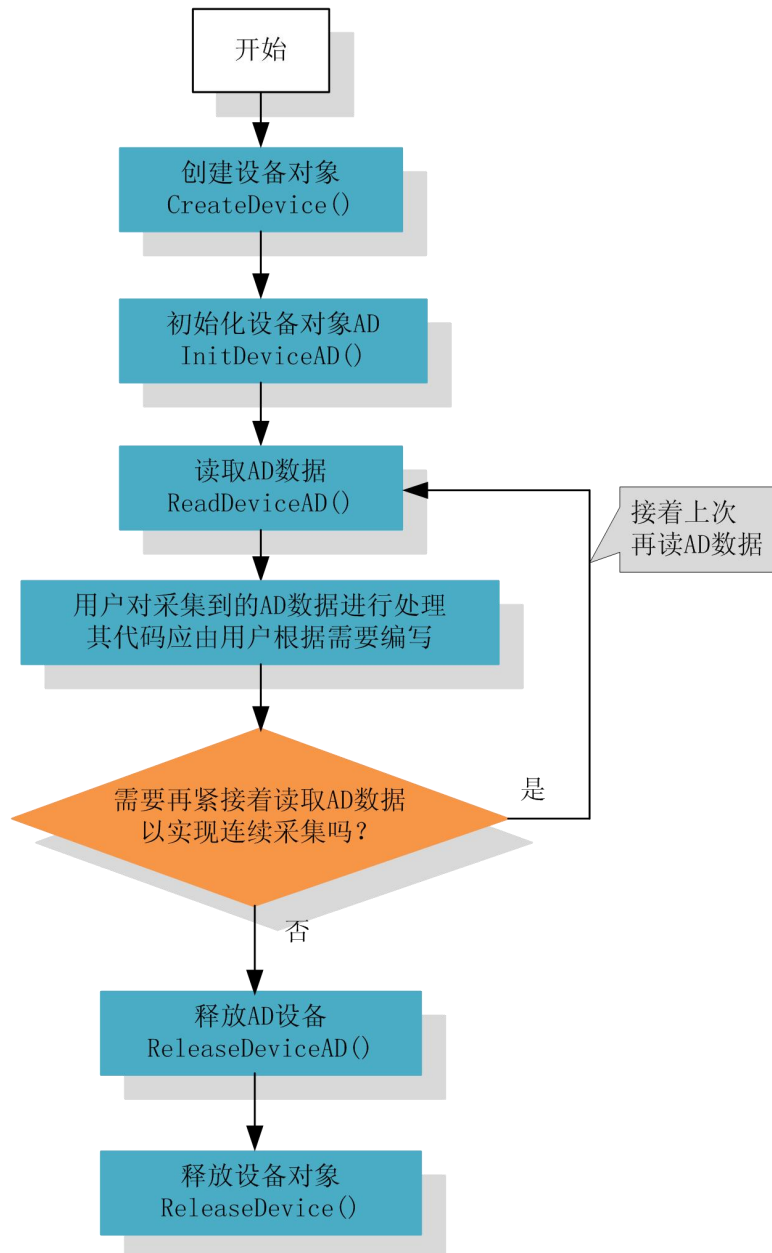 开始
创建设备对象
CreateDevice()
初始化设备对象AD
InitDeviceAD()
读取AD数据
ReadDeviceAD()
接着上次
再读AD数据
用户对采集到的AD数据进行处理
其代码应由用户根据需要编写
需要再紧接着读取AD数据
以实现连续采集吗？
是
否
释放AD设备
ReleaseDeviceAD()
释放设备对象
ReleaseDevice()